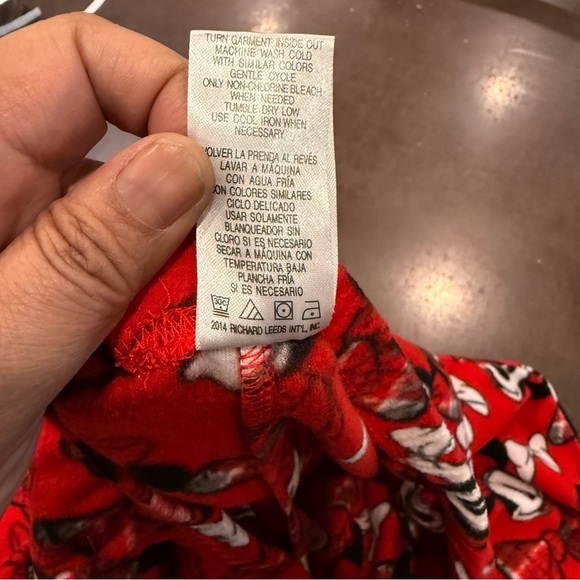 TURN GARMENT INSIDE OUT
MACHINE WASH COLD
WITH SIMILAR COLORS
GENTLE CYCLE
ONLY NON-CHLORINE BLEACH
WHEN NEEDED
TUMBLE DRY LOW
USE COOL IRON WHEN
NECESSARY
VOLVER LA PRENDA AL REVÉS
LAVAR A MÁQUINA
CON AGUA FRÍA
CON COLORES SIMILARES
CICLO DELICADO
USAR SOLAMENTE
BLANQUEADOR SIN
CLORO SI ES NECESARIO
SECAR A MÁQUINA CON
TEMPERATURA BAJA
PLANCHA FRÍA
SI ES NECESARIO
30C
2014 RICHARD LEEDS INT'L, INC